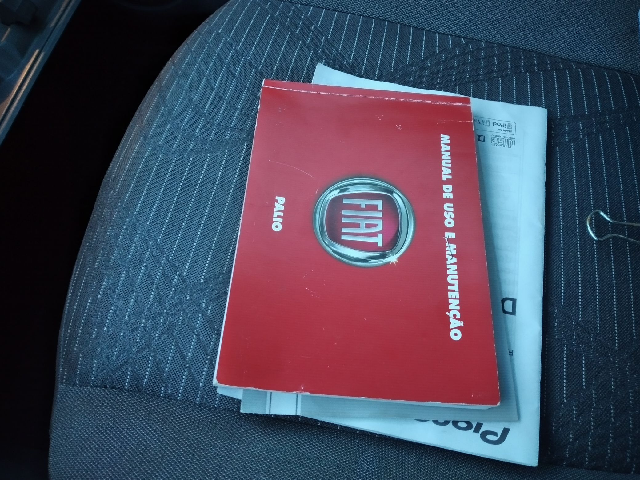 MANUAL DE USO E MANUTENÇÃO
FIAT
PALIO